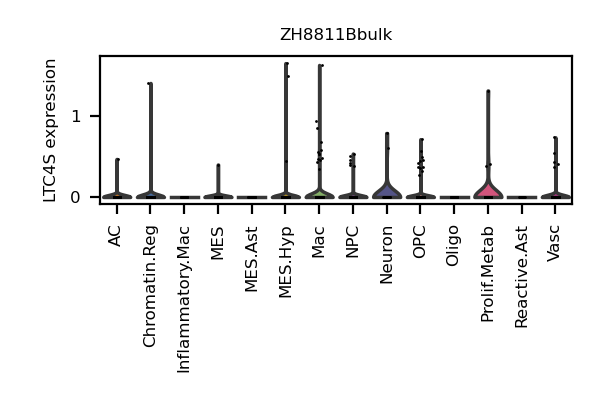 ZH8811Bbulk
LTC4S expression
1
0
AC
Chromatin.Reg
Inflammatory.Mac
MES
MES.Ast
MES.Hyp
Mac
NPC
Neuron
OPC
Oligo
Prolif.Metab
Reactive.Ast
Vasc